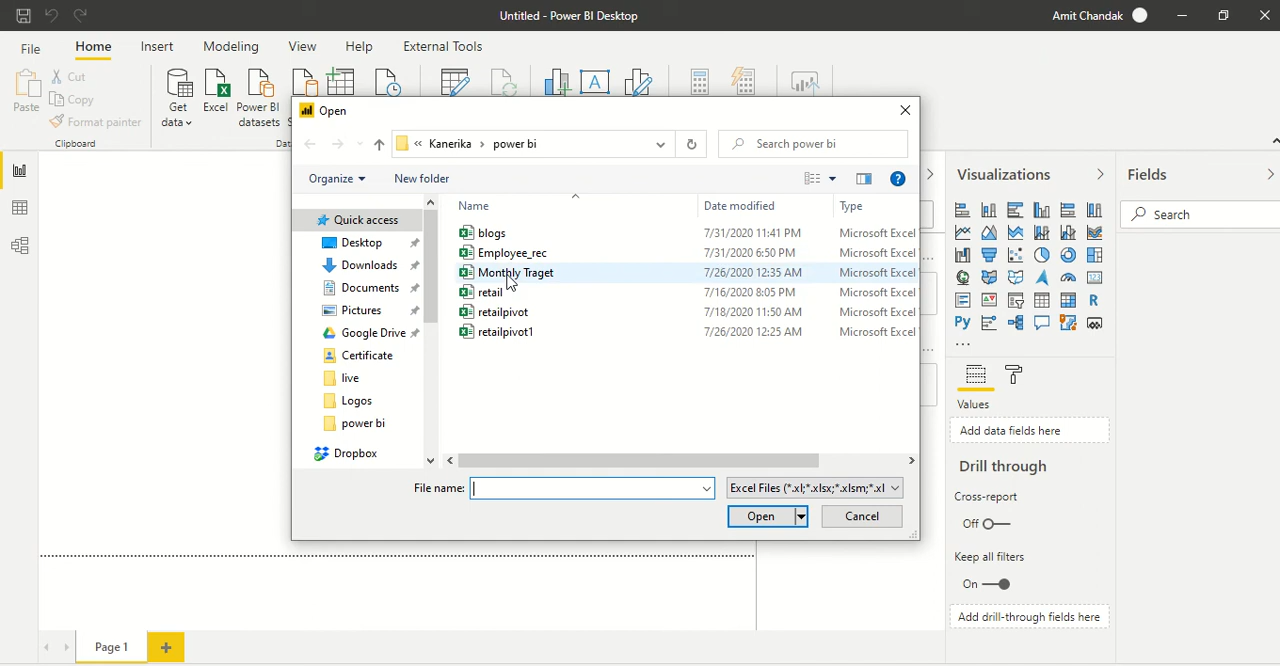 Untitled - Power BI Desktop
Amit Chandak
File Home Insert Modeling View Help External Tools
Paste
Cut
Copy
Format painter
Clipboard
Get data
Excel
Power BI datasets
Open
« Kanerika › power bi
Search power bi
Organize
New folder
Name Date modified Type
Quick access
Desktop
Downloads
Documents
Pictures
Google Drive
Certificate
live
Logos
power bi
Dropbox
blogs 7/31/2020 11:41 PM Microsoft Excel
Employee_rec 7/31/2020 6:50 PM Microsoft Excel
Monthly Traget 7/26/2020 12:35 AM Microsoft Excel
retail 7/16/2020 8:05 PM Microsoft Excel
retailpivot 7/18/2020 11:50 AM Microsoft Excel
retailpivot1 7/26/2020 12:25 AM Microsoft Excel
File name:
Excel Files (*.xl;*.xlsx;*.xlsm;*.xl
Open
Cancel
Visualizations
Values
Add data fields here
Drill through
Cross-report
Off
Keep all filters
On
Add drill-through fields here
Fields
Search
Page 1